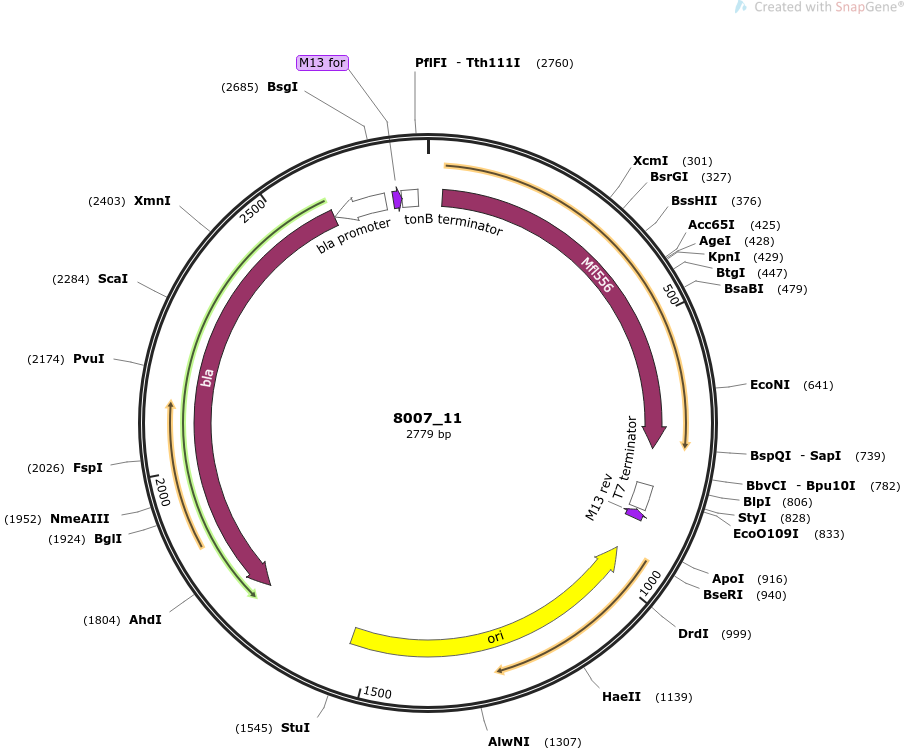 Created with SnapGene®
M13 for
PflFI - Tth111I (2760)
(2685) BsgI
XcmI (301)
BsrGI (327)
BssHII (376)
Acc65I (425)
AgeI (428)
KpnI (429)
BtgI (447)
BsaBI (479)
(2403) XmnI
2500
bla promoter
tonB terminator
Mfl556
500
(2284) ScaI
(2174) PvuI
bla
EcoNI (641)
8007_11
2779 bp
T7 terminator
M13 rev
BspQI - SapI (739)
BbvCI - Bpu10I (782)
BlpI (806)
StyI (828)
EcoO109I (833)
(2026) FspI
2000
(1952) NmeAIII
(1924) BglI
ApoI (916)
BseRI (940)
1000
(1804) AhdI
DrdI (999)
ori
HaeII (1139)
1500
(1545) StuI
AlwNI (1307)